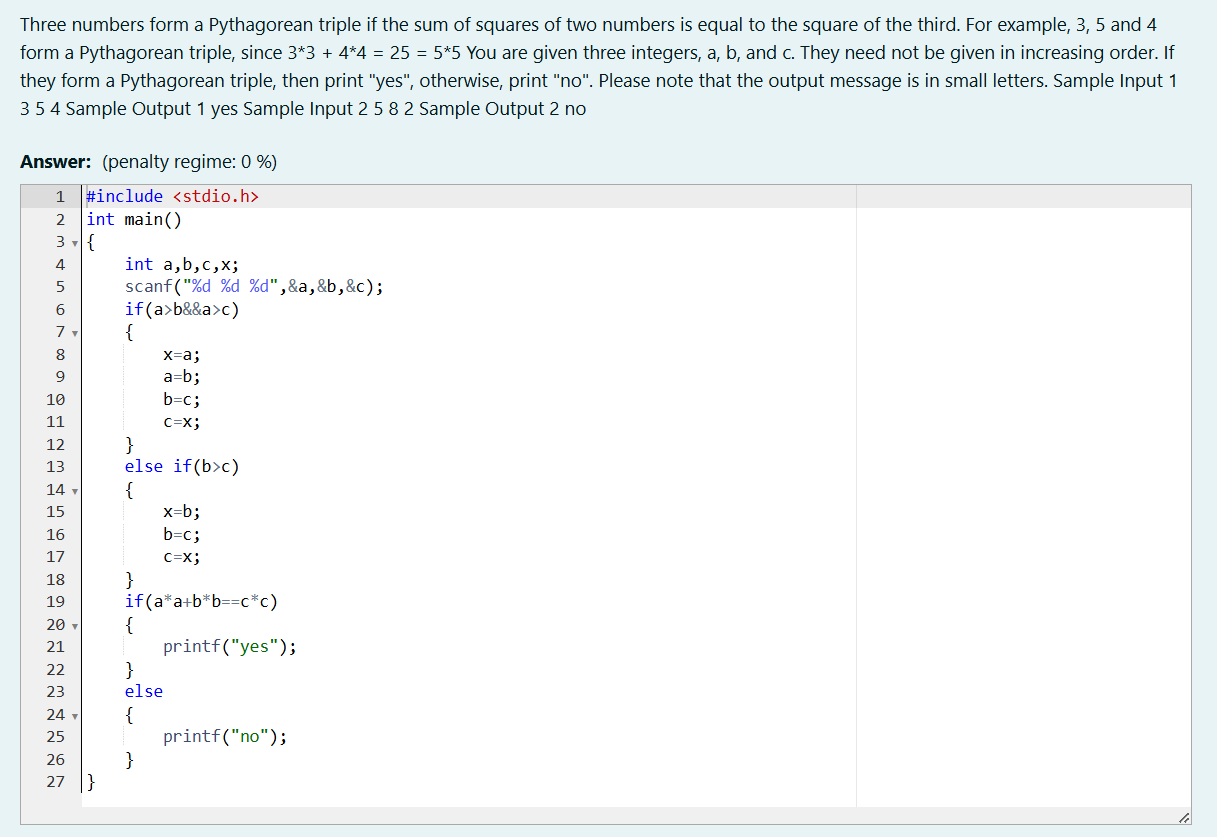 Three numbers form a Pythagorean triple if the sum of squares of two numbers is equal to the square of the third. For example, 3, 5 and 4
form a Pythagorean triple, since 3*3 + 4*4 = 25 = 5*5 You are given three integers, a, b, and c. They need not be given in increasing order. If
they form a Pythagorean triple, then print "yes", otherwise, print "no". Please note that the output message is in small letters. Sample Input 1
3 5 4 Sample Output 1 yes Sample Input 2 5 8 2 Sample Output 2 no
Answer: (penalty regime: 0 %)
1 #include <stdio.h>
2 int main()
3 {
4     int a,b,c,x;
5     scanf("%d %d %d",&a,&b,&c);
6     if(a>b&&a>c)
7     {
8         x=a;
9         a=b;
10         b=c;
11         c=x;
12     }
13     else if(b>c)
14     {
15         x=b;
16         b=c;
17         c=x;
18     }
19     if(a*a+b*b==c*c)
20     {
21         printf("yes");
22     }
23     else
24     {
25         printf("no");
26     }
27 }